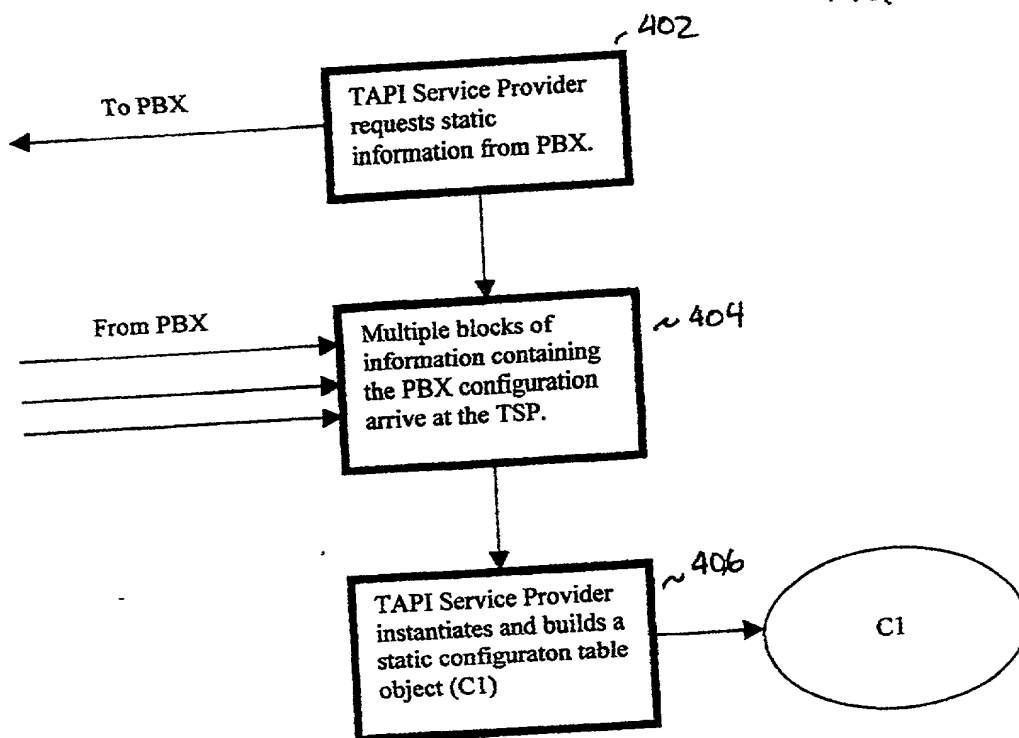 402
To PBX
TAPI Service Provider
requests static
information from PBX.
From PBX
404
Multiple blocks of
information containing
the PBX configuration
arrive at the TSP.
406
TAPI Service Provider
instantiates and builds a
static configuraton table
object (C1)
C1